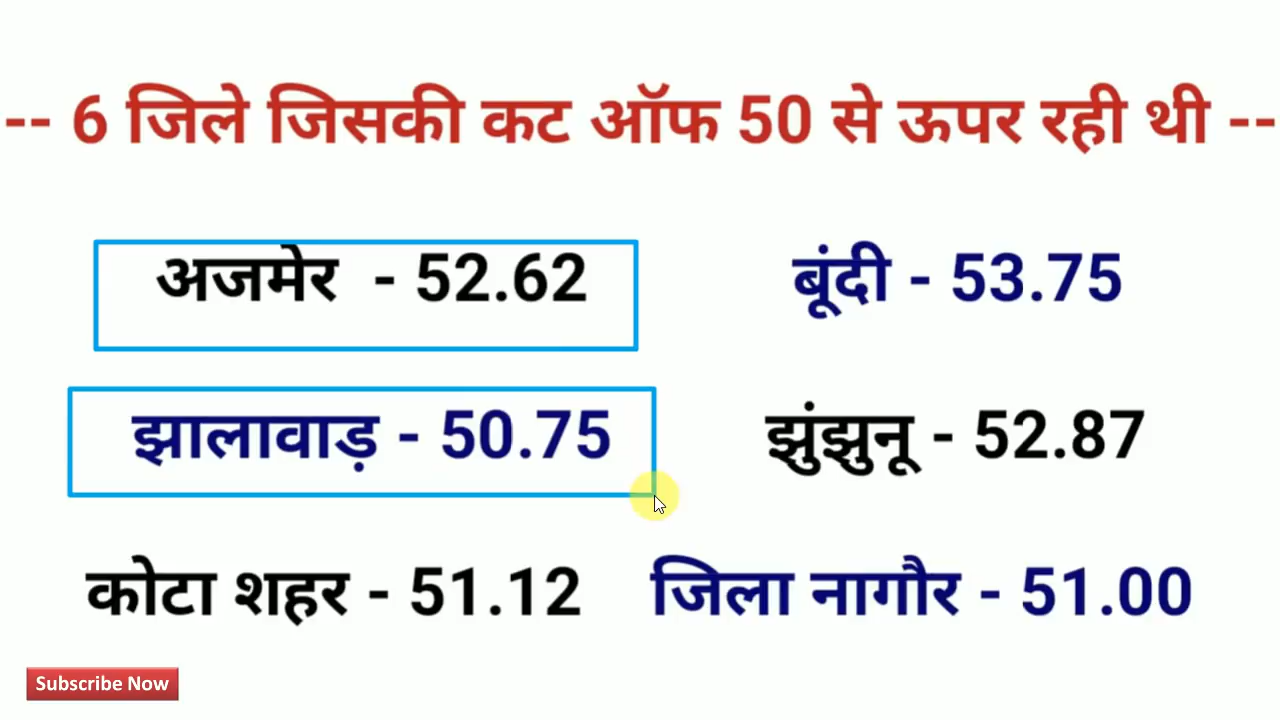 -- 6 जिले जिसकी कट ऑफ 50 से ऊपर रही थी --
अजमेर - 52.62
बूंदी - 53.75
झालावाड़ - 50.75
झुंझुनू - 52.87
कोटा शहर - 51.12
जिला नागौर - 51.00
Subscribe Now